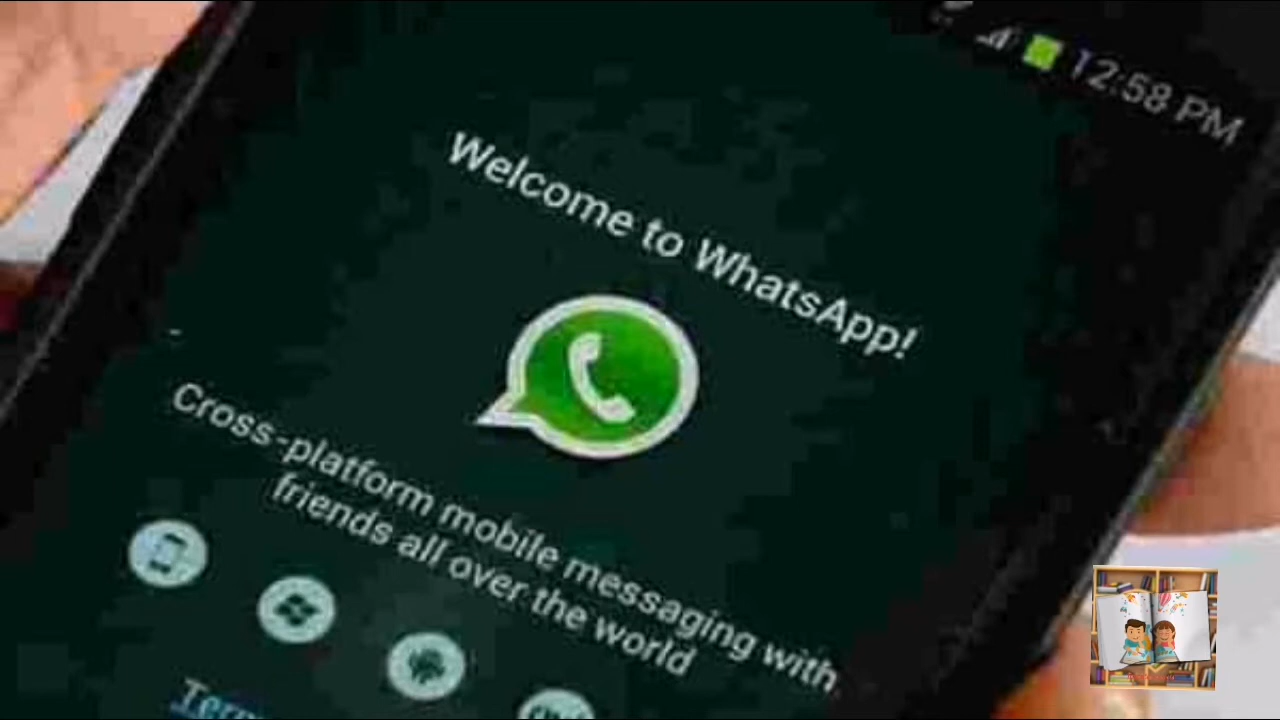 12:58 PM
Welcome to WhatsApp!
Cross-platform mobile messaging with
friends all over the world